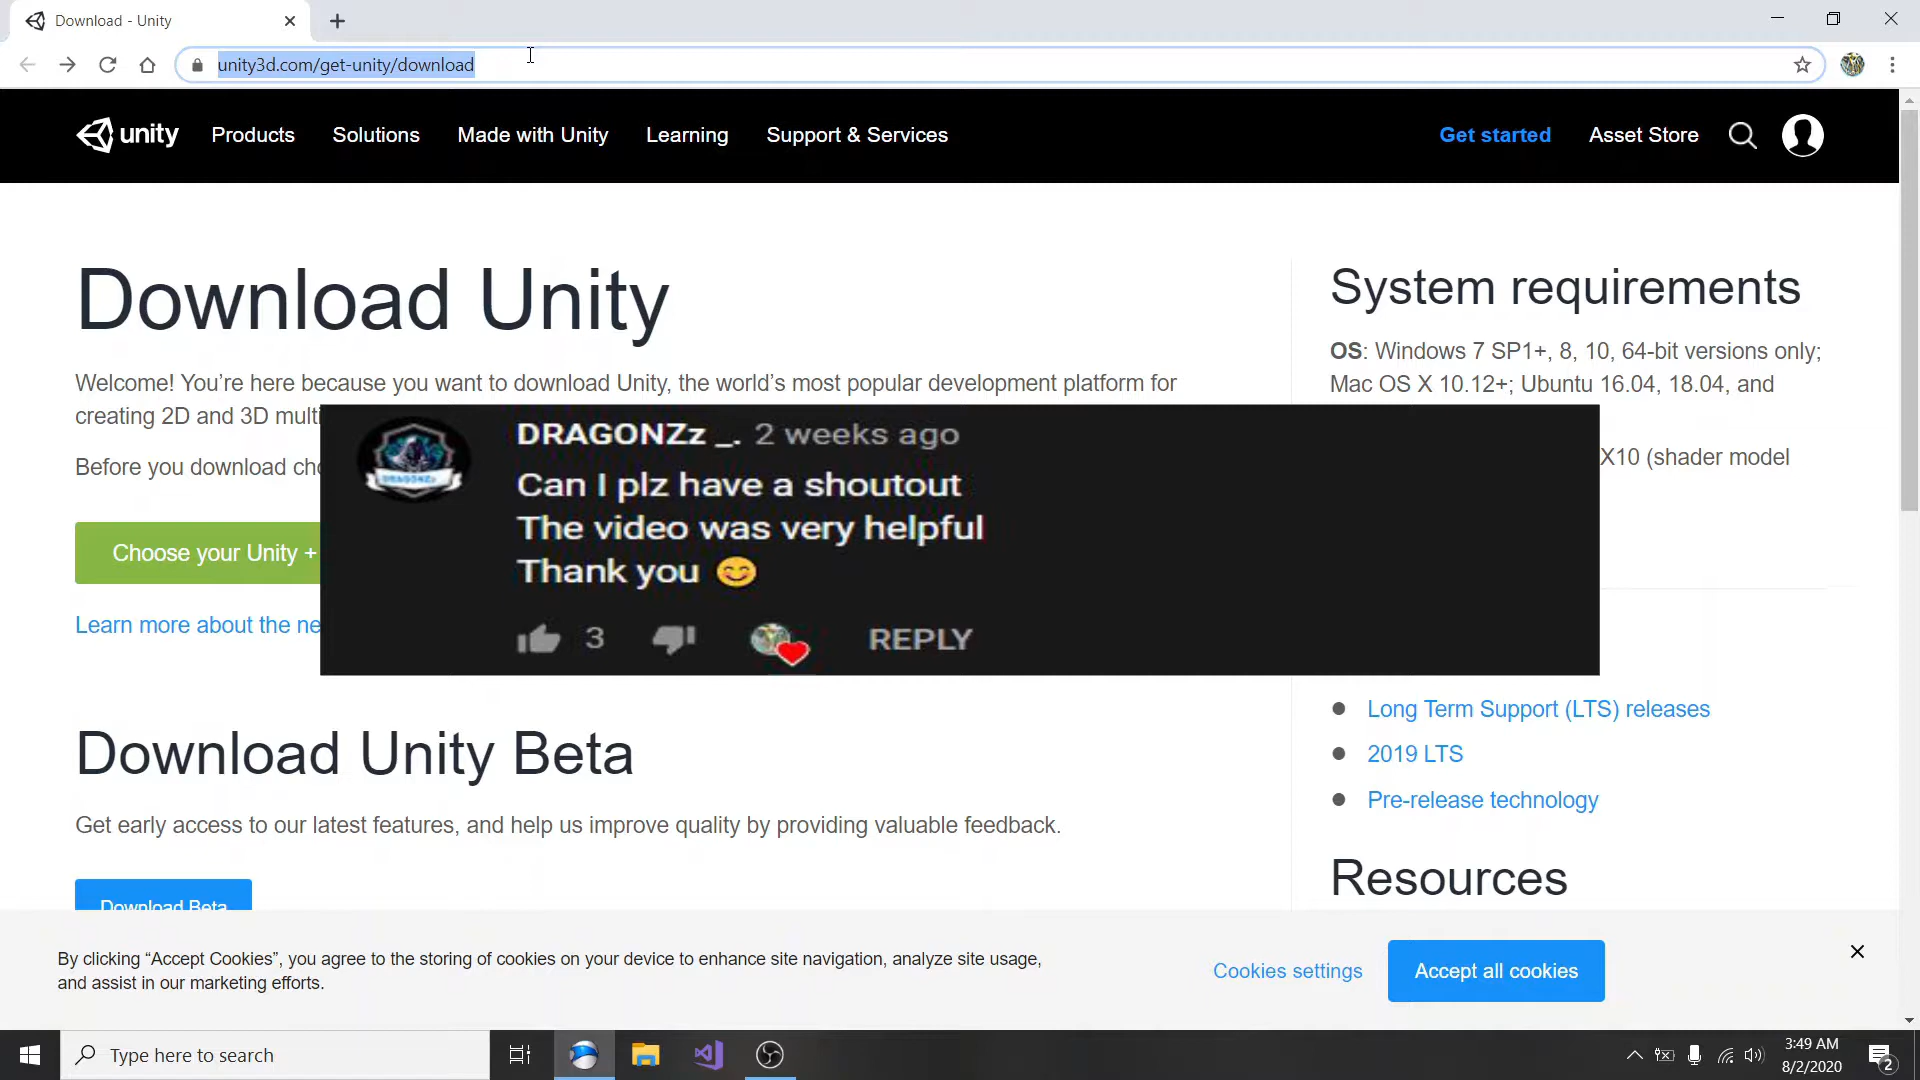 Download - Unity
unity3d.com/get-unity/download
unity Products Solutions Made with Unity Learning Support & Services Get started Asset Store
Download Unity
Welcome! You’re here because you want to download Unity, the world’s most popular development platform for
creating 2D and 3D multi
Before you download ch
Choose your Unity +
Learn more about the ne
DRAGONZz _. 2 weeks ago
Can I plz have a shoutout
The video was very helpful
Thank you 😊
3 REPLY
Download Unity Beta
Get early access to our latest features, and help us improve quality by providing valuable feedback.
Download Beta
System requirements
OS: Windows 7 SP1+, 8, 10, 64-bit versions only;
Mac OS X 10.12+; Ubuntu 16.04, 18.04, and
X10 (shader model
Long Term Support (LTS) releases
2019 LTS
Pre-release technology
Resources
By clicking “Accept Cookies”, you agree to the storing of cookies on your device to enhance site navigation, analyze site usage,
and assist in our marketing efforts.
Cookies settings
Accept all cookies
Type here to search
3:49 AM
8/2/2020
2